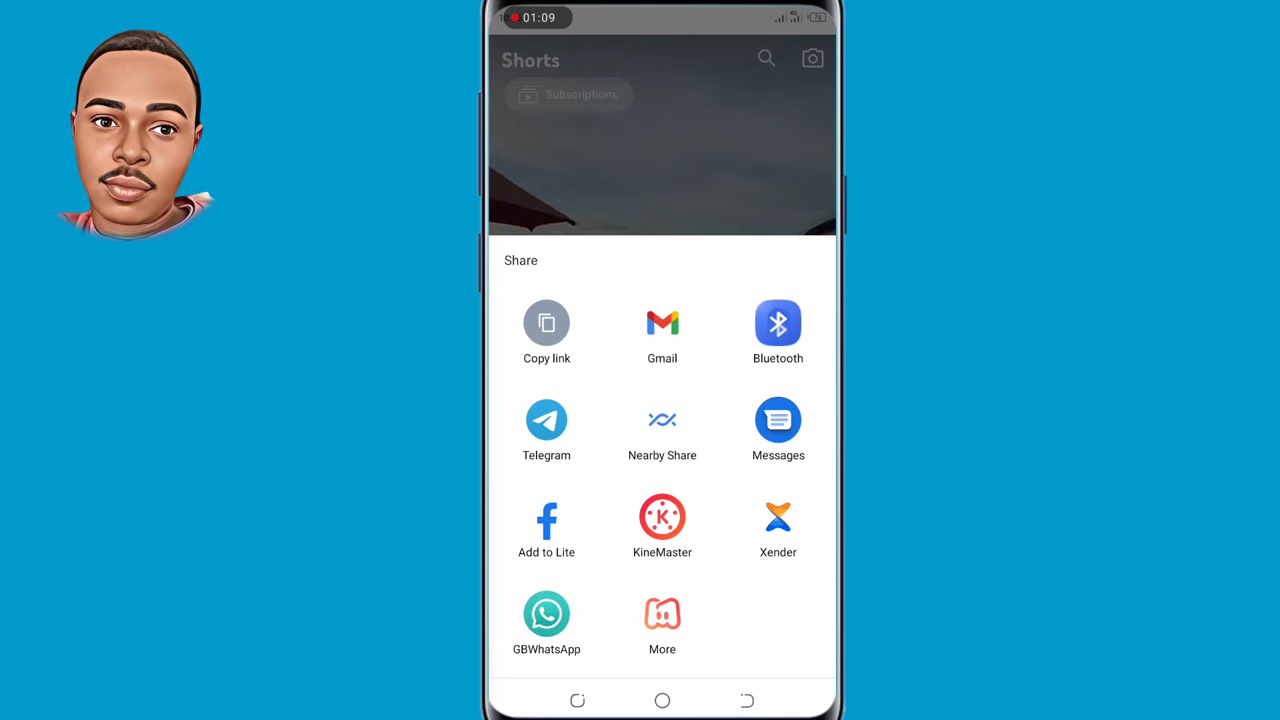 01:09
78
Shorts
Subscriptions
Share
Copy link
Gmail
Bluetooth
Telegram
Nearby Share
Messages
Add to Lite
KineMaster
Xender
GBWhatsApp
More